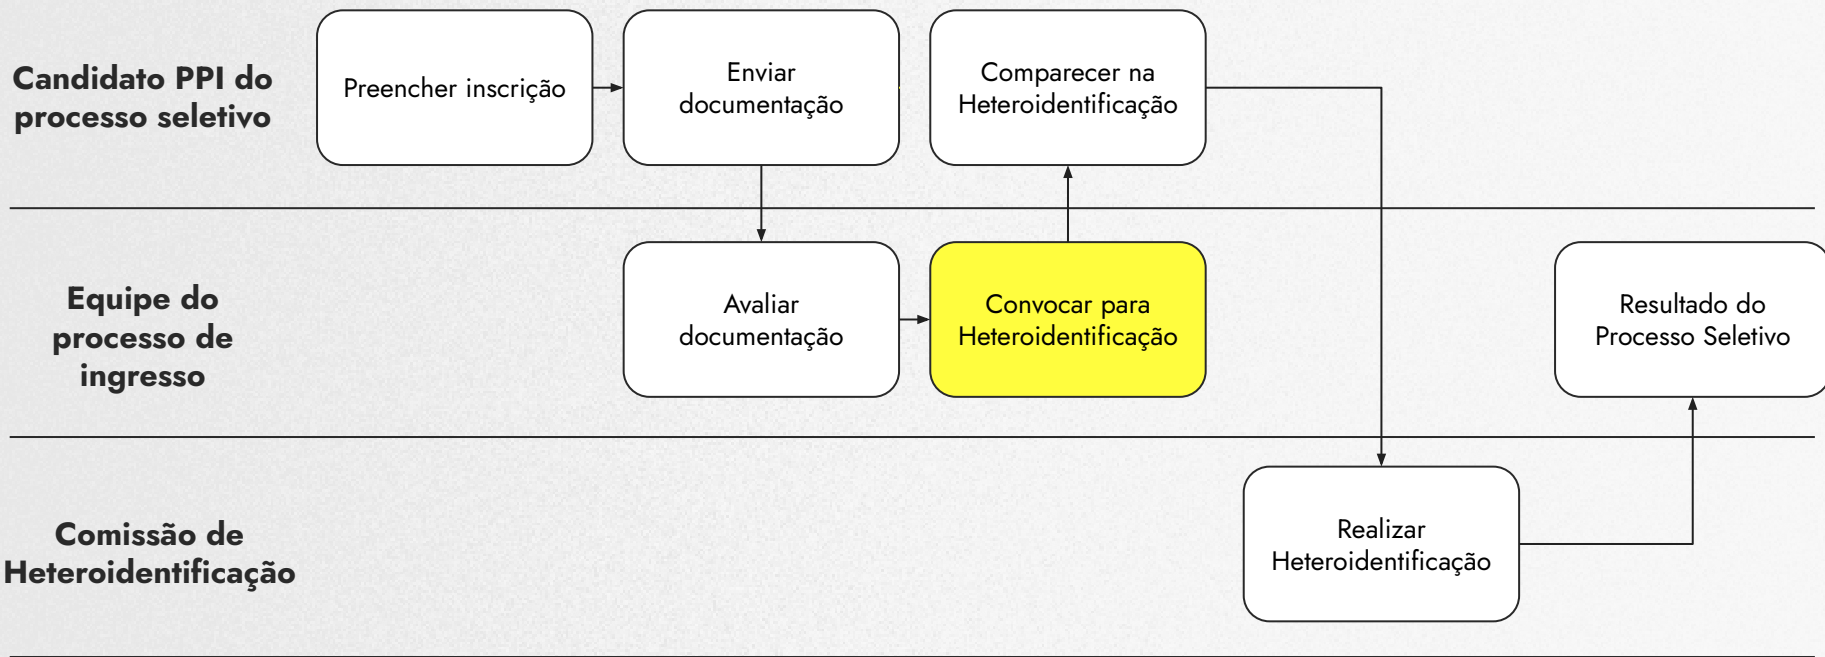 Candidato PPI do
processo seletivo
Preencher inscrição
Enviar
documentação
Comparecer na
Heteroidentificação
Equipe do
processo de
ingresso
Avaliar
documentação
Convocar para
Heteroidentificação
Resultado do
Processo Seletivo
Comissão de
Heteroidentificação
Realizar
Heteroidentificação